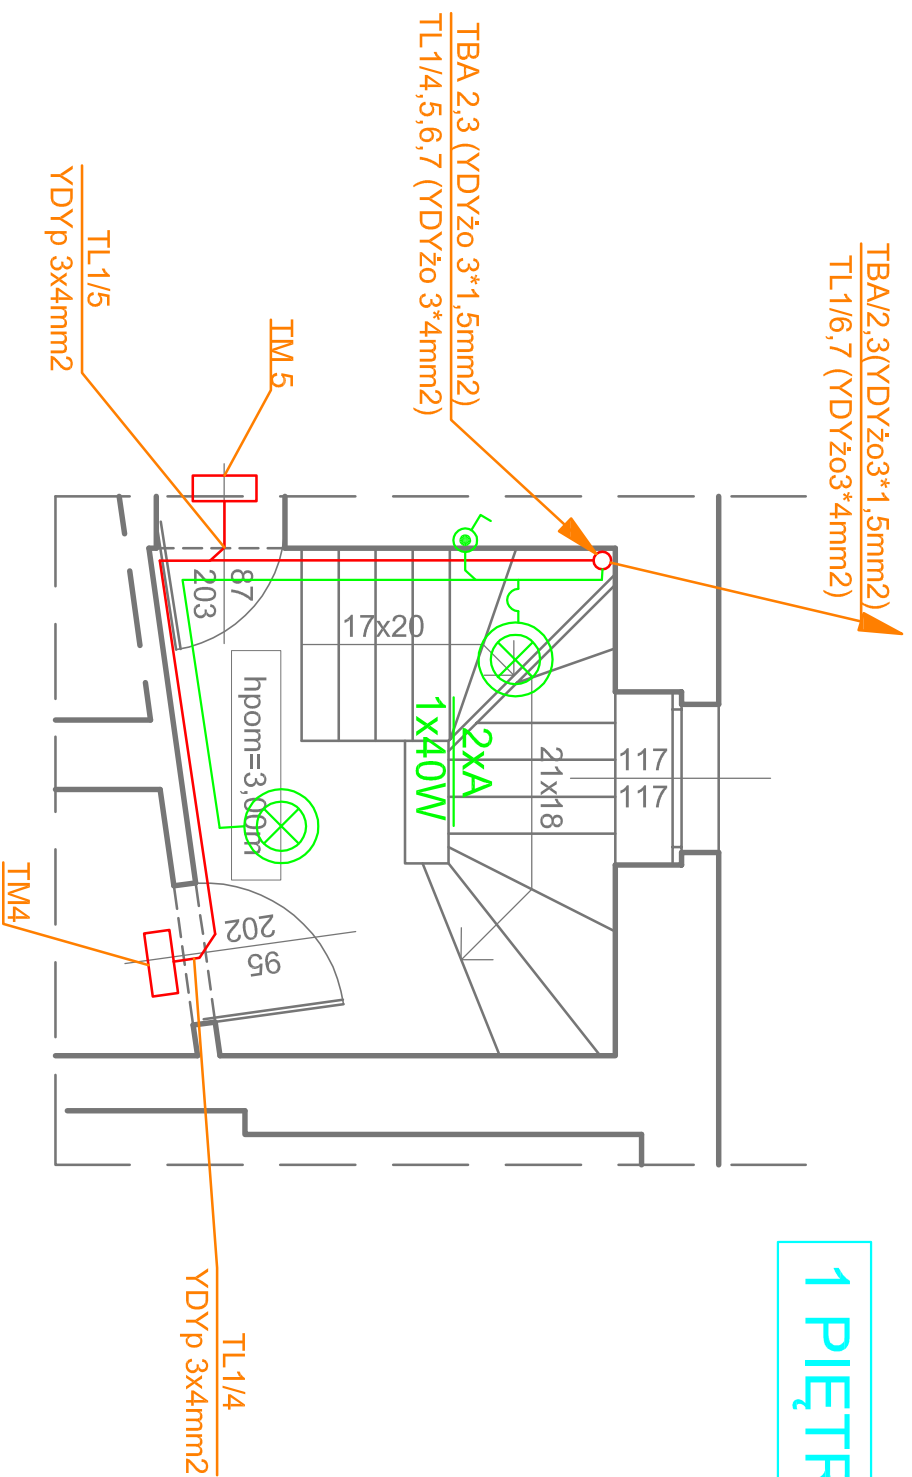 TBA/2,3(YDYżo3*1,5mm2)
TL1/6,7 (YDYżo3*4mm2)
TBA 2,3 (YDYżo 3*1,5mm2)
TL1/4,5,6,7 (YDYżo 3*4mm2)
TL1/5
YDYp 3x4mm2
TM 5
87
203
17x20
hpom=3,00m
2xA
1x40W
21x18
117
117
202
95
TM4
TL1/4
YDYp 3x4mm2
1 PIĘTR